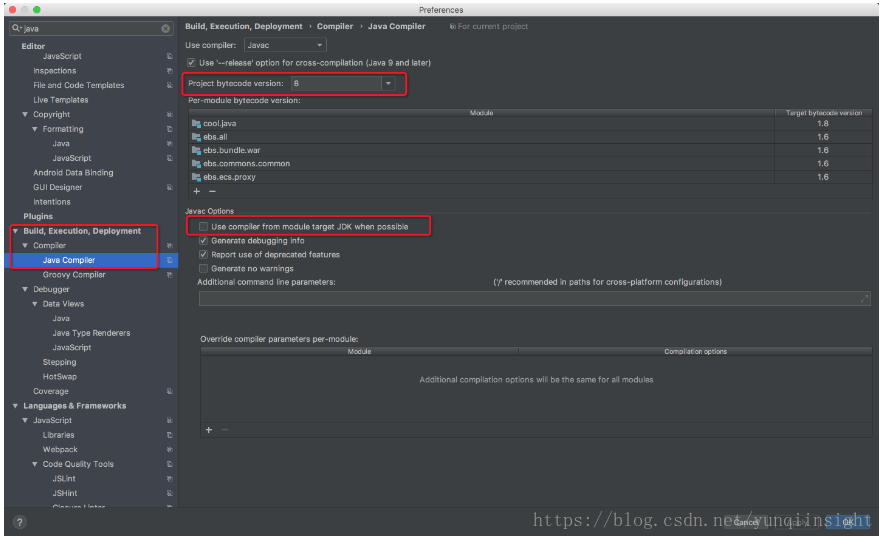 Preferences
java
Editor
JavaScript
Inspections
File and Code Templates
Live Templates
Copyright
Formatting
Java
JavaScript
Android Data Binding
GUI Designer
Intentions
Plugins
Build, Execution, Deployment
Compiler
Java Compiler
Groovy Compiler
Debugger
Data Views
Java
Java Type Renderers
JavaScript
Stepping
HotSwap
Coverage
Languages & Frameworks
JavaScript
Libraries
Webpack
Code Quality Tools
JSLint
JSHint
Closure Linter
?
Build, Execution, Deployment › Compiler › Java Compiler For current project
Use compiler: Javac
Use '--release' option for cross-compilation (Java 9 and later)
Project bytecode version: 8
Per-module bytecode version:
Module Target bytecode version
cool.java 1.8
ebs.all 1.6
ebs.bundle.war 1.6
ebs.commons.common 1.6
ebs.ecs.proxy 1.6
+ −
Javac Options
Use compiler from module target JDK when possible
Generate debugging info
Report use of deprecated features
Generate no warnings
Additional command line parameters: ('/' recommended in paths for cross-platform configurations)
Override compiler parameters per-module:
Module Compilation options
Additional compilation options will be the same for all modules
+ −
Cancel OK
https://blog.csdn.net/yunqiinsight